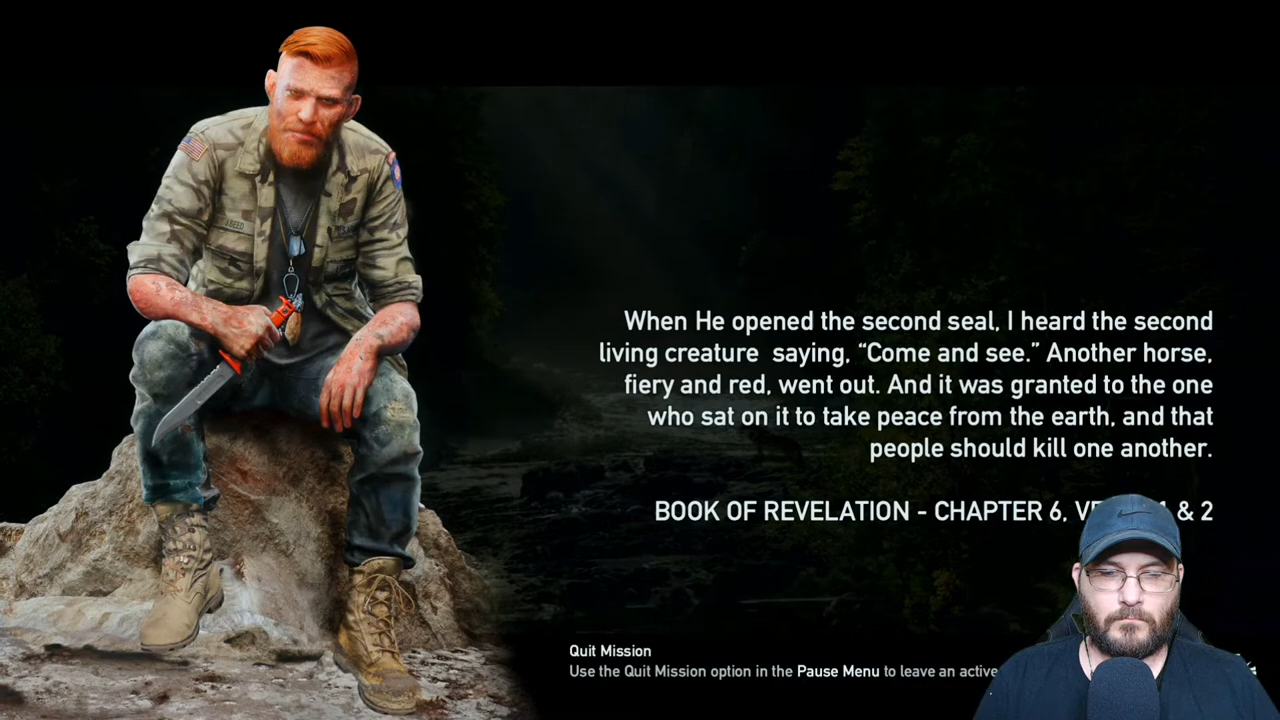 When He opened the second seal, I heard the second
living creature saying, “Come and see.” Another horse,
fiery and red, went out. And it was granted to the one
who sat on it to take peace from the earth, and that
people should kill one another.
BOOK OF REVELATION - CHAPTER 6, & 2
Quit Mission
Use the Quit Mission option in the Pause Menu to leave an active